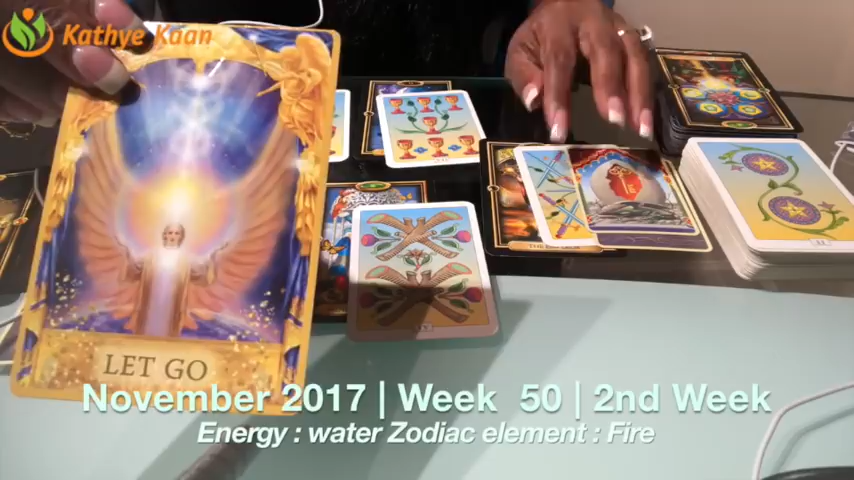 Kathye Kaan
LET GO
November 2017 | Week 50 | 2nd Week
Energy : water Zodiac element : Fire